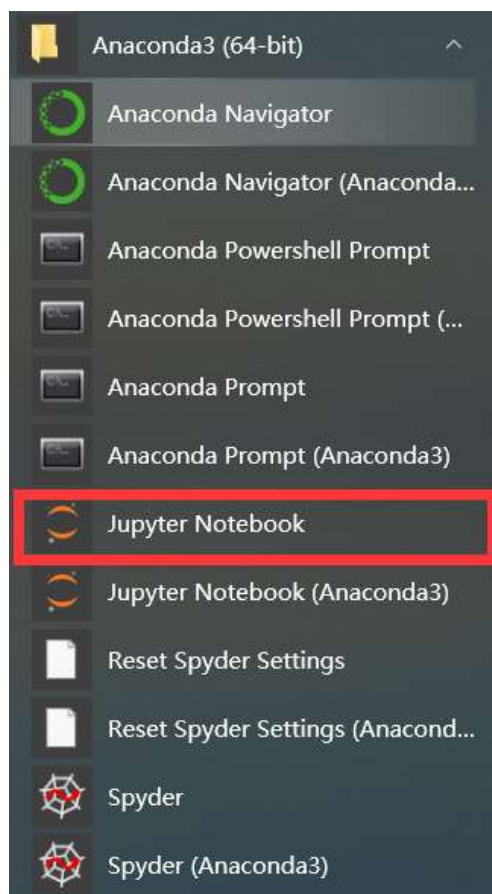 Anaconda3 (64-bit)
Anaconda Navigator
Anaconda Navigator (Anaconda...
Anaconda Powershell Prompt
Anaconda Powershell Prompt (...
Anaconda Prompt
Anaconda Prompt (Anaconda3)
Jupyter Notebook
Jupyter Notebook (Anaconda3)
Reset Spyder Settings
Reset Spyder Settings (Anacond...
Spyder
Spyder (Anaconda3)